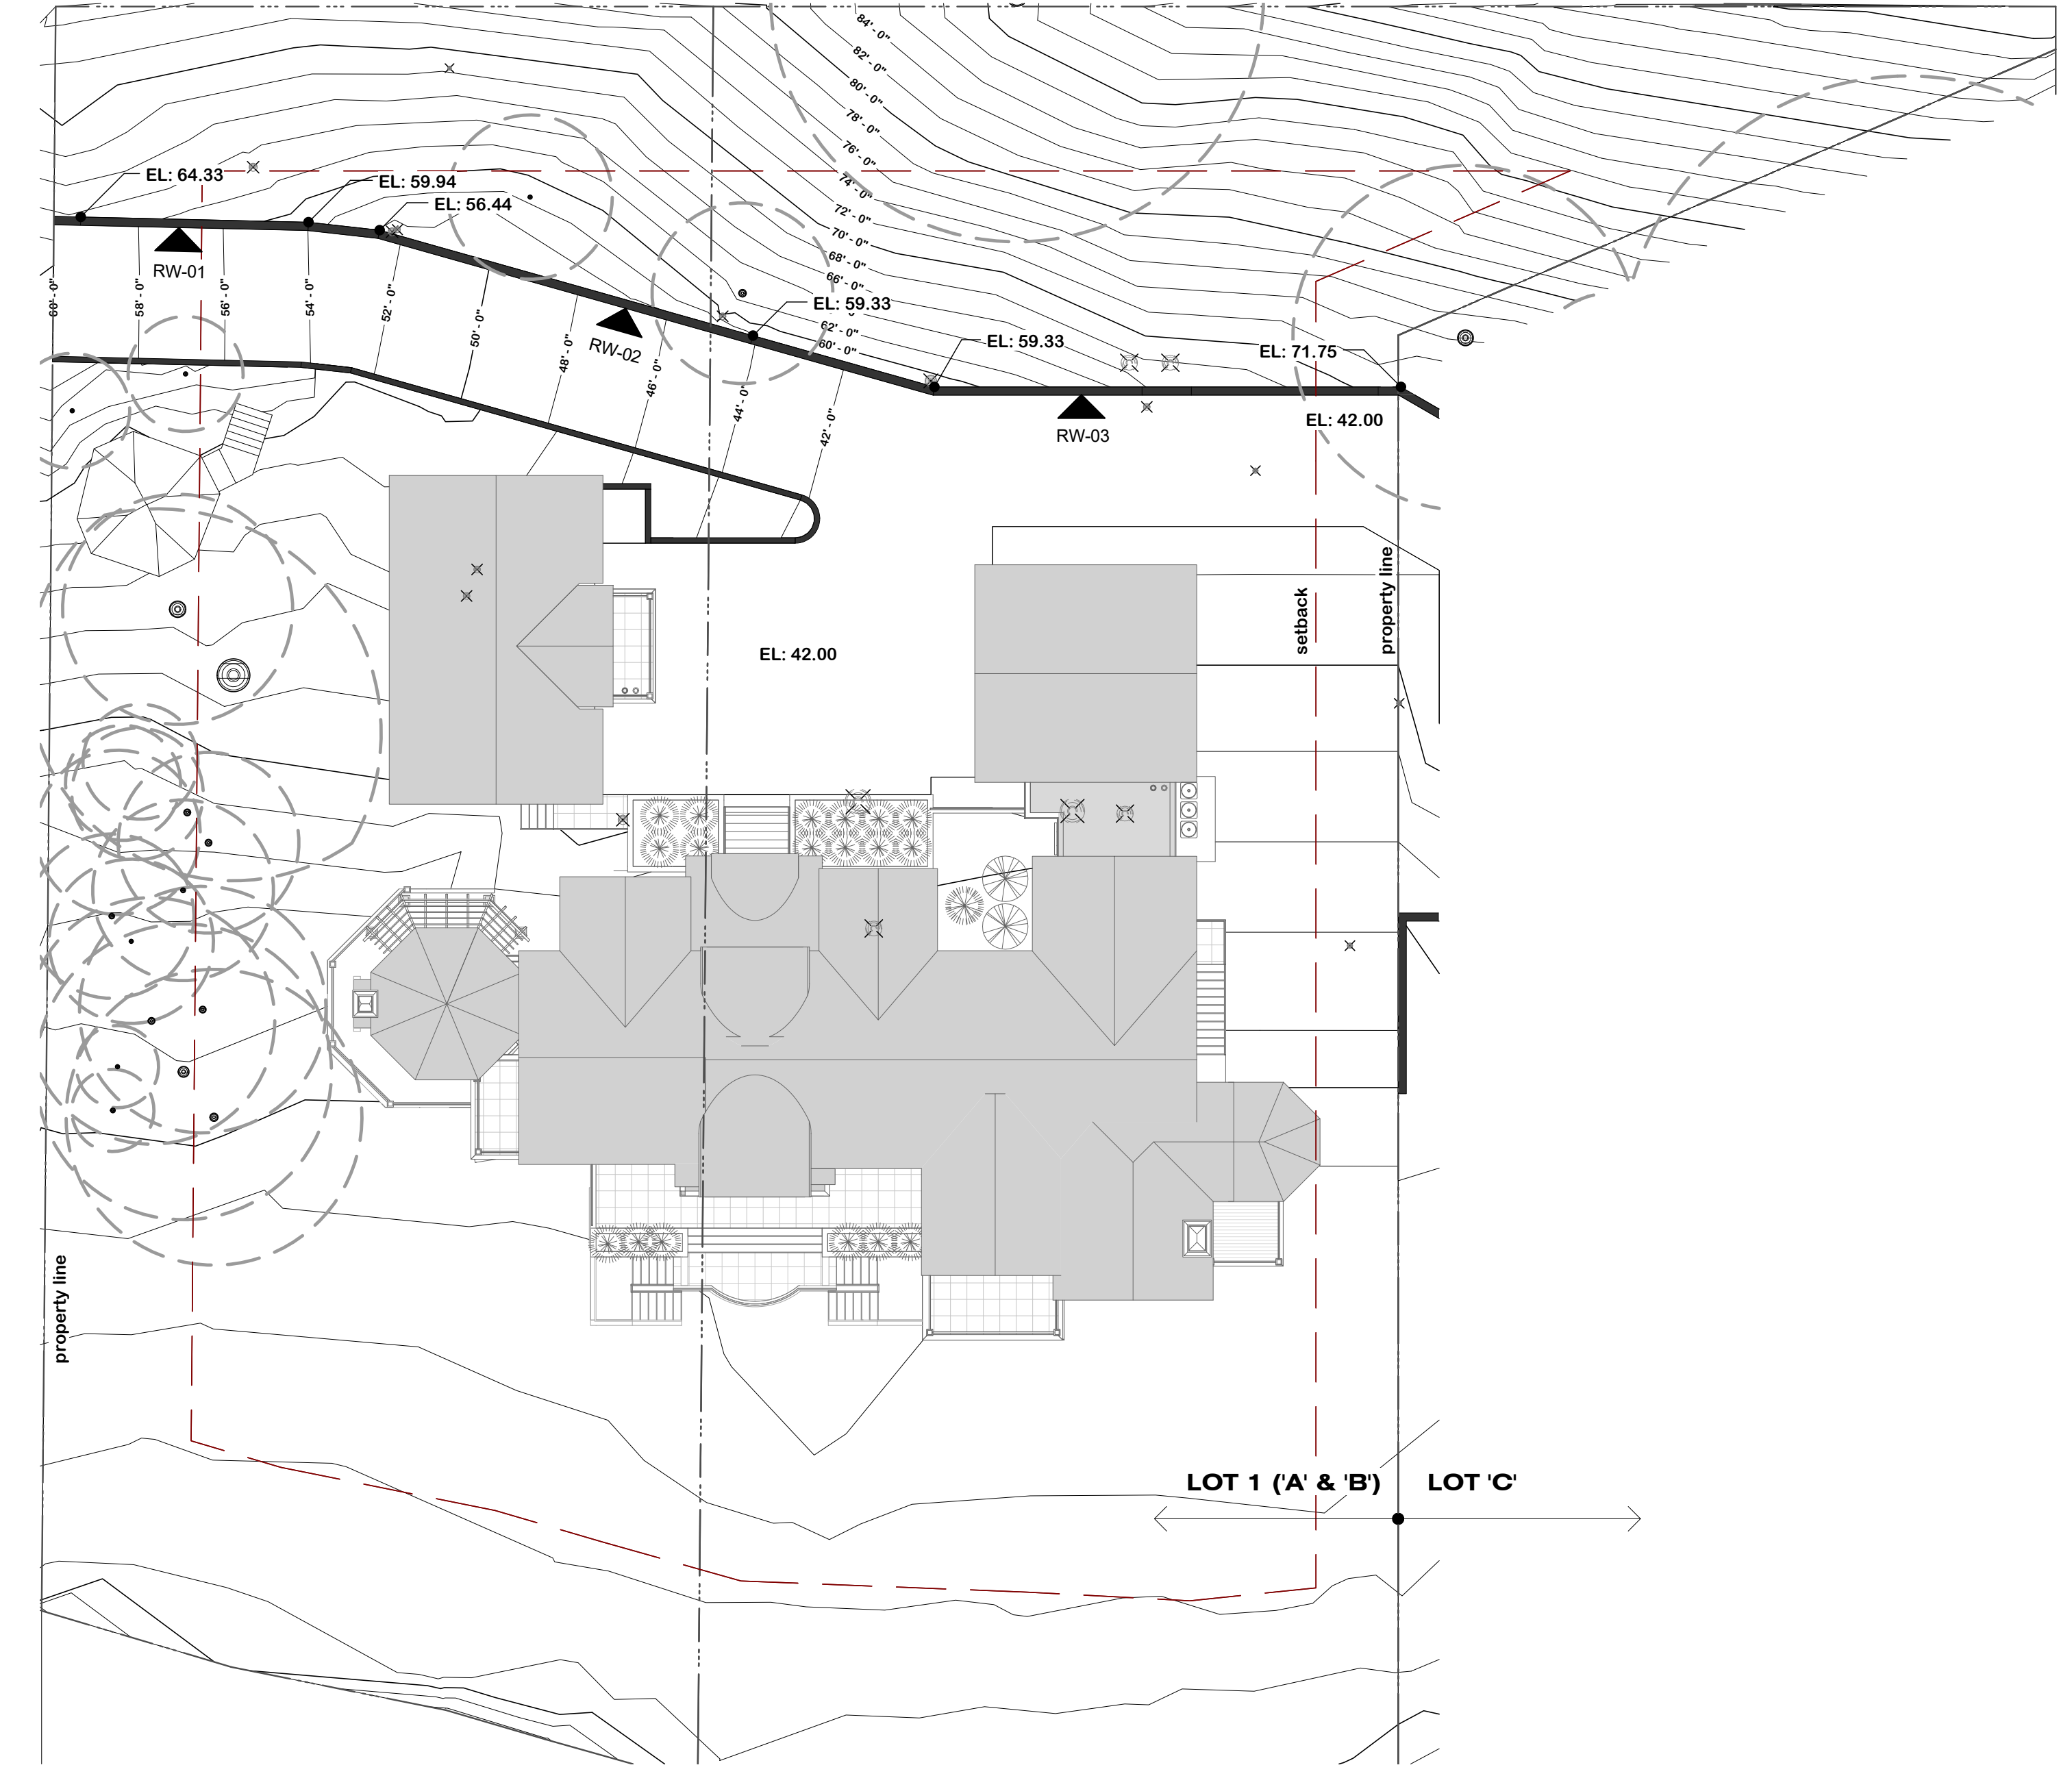 84' - 0"
82' - 0"
80' - 0"
78' - 0"
76' - 0"
74' - 0"
72' - 0"
70' - 0"
68' - 0"
66' - 0"
62' - 0"
60' - 0"
EL: 64.33
EL: 59.94
EL: 56.44
EL: 59.33
EL: 59.33
EL: 71.75
EL: 42.00
RW-01
RW-02
RW-03
60' - 0"
58' - 0"
56' - 0"
54' - 0"
52' - 0"
50' - 0"
48' - 0"
46' - 0"
44' - 0"
42' - 0"
EL: 42.00
setback
property line
property line
LOT 1 ('A' & 'B')
LOT 'C'